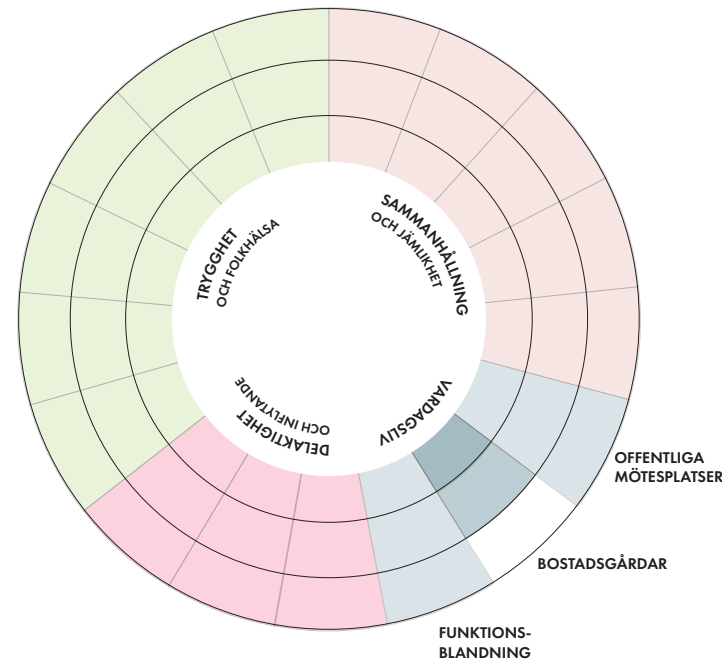 TRYGGHET
OCH FOLKHÄLSA
SAMMANHÅLLNING
OCH JÄMLIKHET
DELAKTIGHET
OCH INFLYTANDE
VARDAGSLIV
OFFENTLIGA
MÖTESPLATSER
BOSTADSGÅRDAR
FUNKTIONS-
BLANDNING